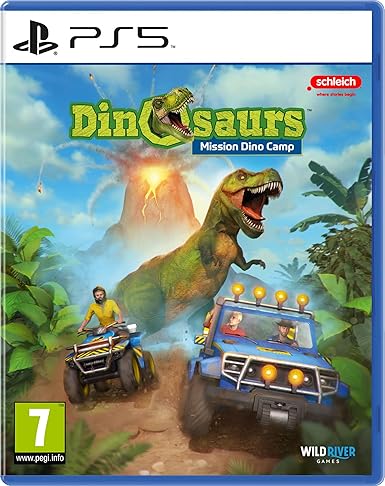 PS5
schleich
where stories begin
Dinosaurs
Mission Dino Camp
7
www.pegi.info
WILD RIVER
GAMES